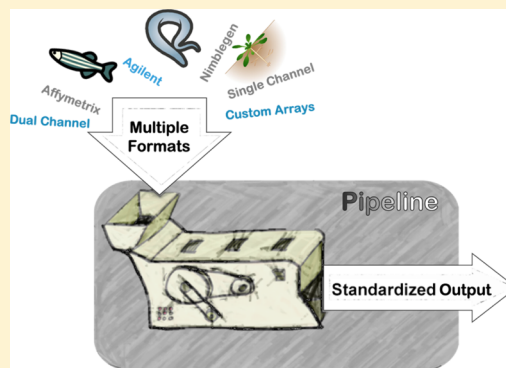 Agilent
Nimblegen
Affymetrix
Single Channel
Dual Channel
Custom Arrays
Multiple
Formats
Pipeline
Standardized Output